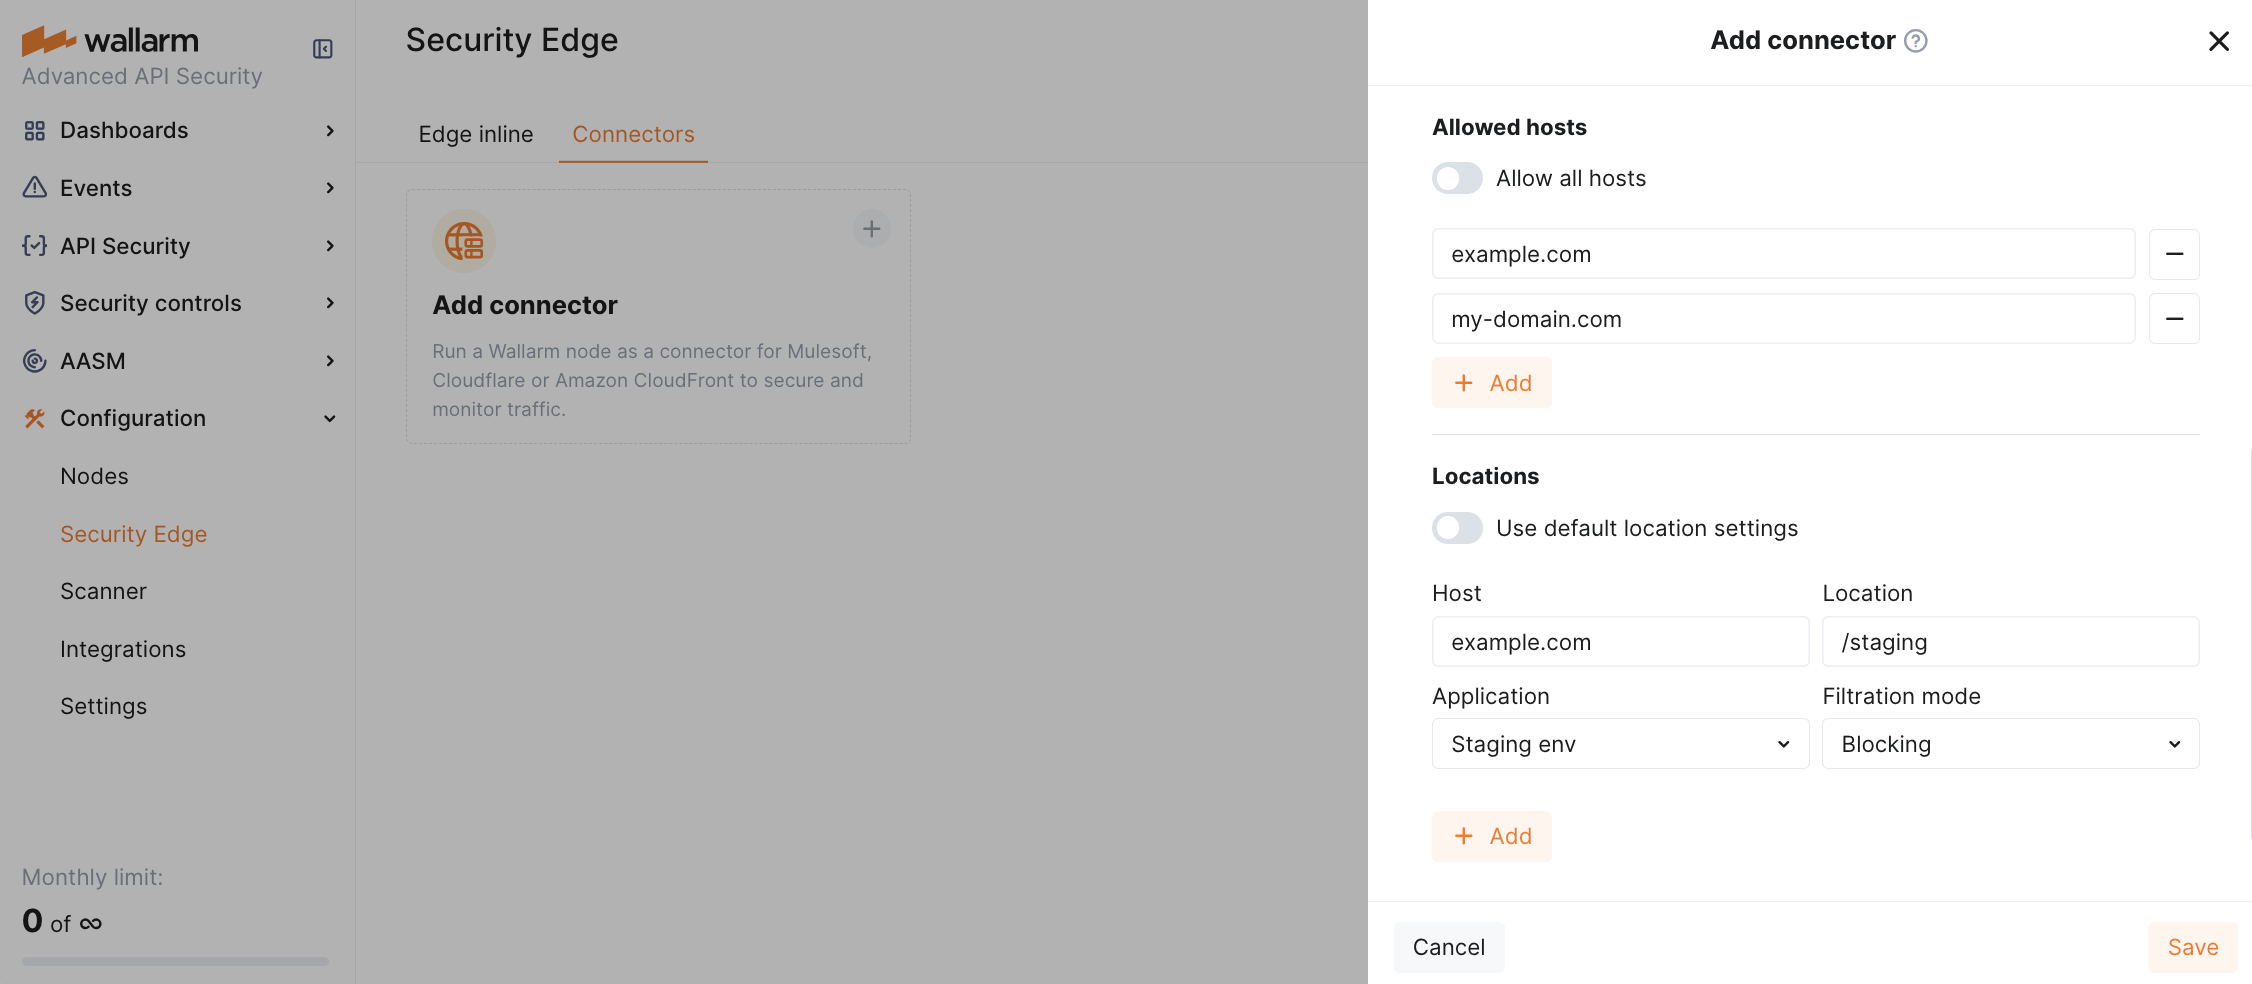 wallarm
Advanced API Security
Dashboards
Events
API Security
Security controls
AASM
Configuration
Nodes
Security Edge
Scanner
Integrations
Settings
Monthly limit:
0 of ∞
Security Edge
Edge inline
Connectors
Add connector
Run a Wallarm node as a connector for Mulesoft,
Cloudflare or Amazon CloudFront to secure and
monitor traffic.
Add connector
Allowed hosts
Allow all hosts
example.com
my-domain.com
+ Add
Locations
Use default location settings
Host
Location
example.com
/staging
Application
Filtration mode
Staging env
Blocking
+ Add
Cancel
Save